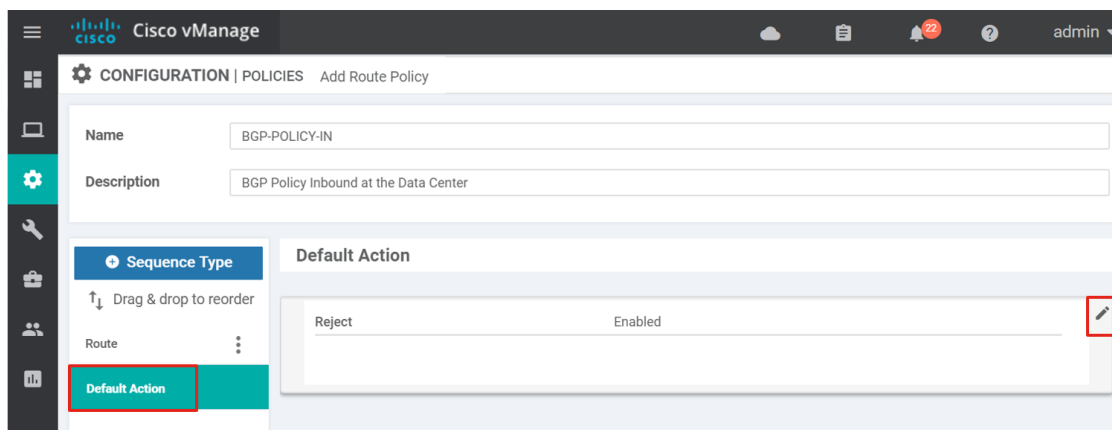 cisco Cisco vManage 22 admin
CONFIGURATION | POLICIES Add Route Policy
Name BGP-POLICY-IN
Description BGP Policy Inbound at the Data Center
Sequence Type
Default Action
Drag & drop to reorder
Reject Enabled
Route
Default Action